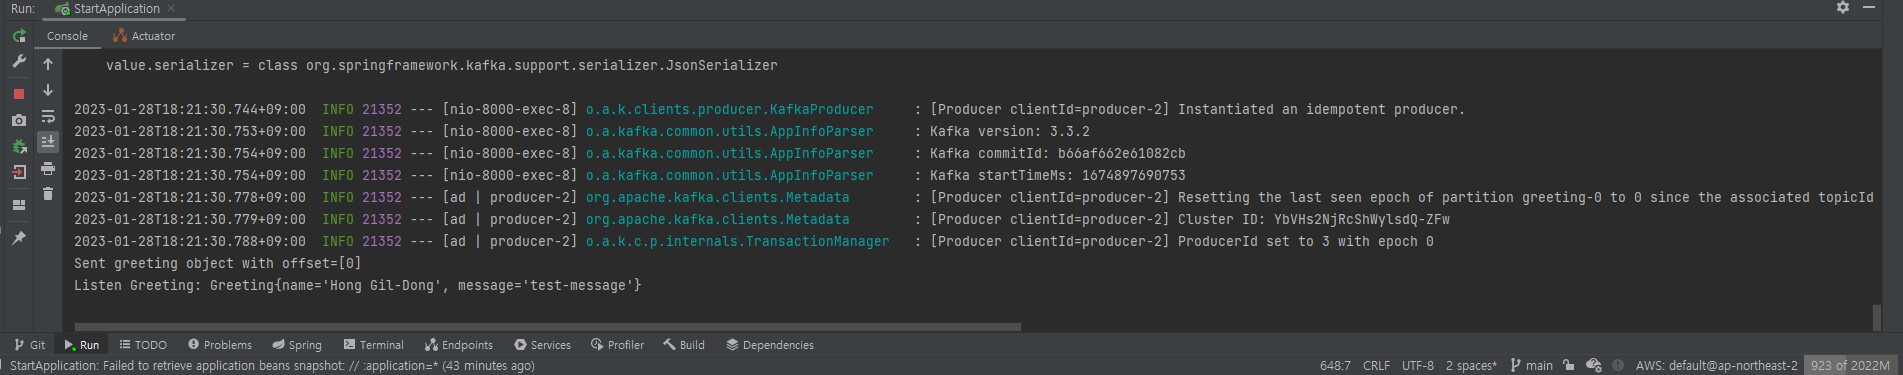 Run: StartApplication
Console Actuator
value.serializer = class org.springframework.kafka.support.serializer.JsonSerializer
2023-01-28T18:21:30.744+09:00 INFO 21352 --- [nio-8000-exec-8] o.a.k.clients.producer.KafkaProducer : [Producer clientId=producer-2] Instantiated an idempotent producer.
2023-01-28T18:21:30.753+09:00 INFO 21352 --- [nio-8000-exec-8] o.a.kafka.common.utils.AppInfoParser : Kafka version: 3.3.2
2023-01-28T18:21:30.754+09:00 INFO 21352 --- [nio-8000-exec-8] o.a.kafka.common.utils.AppInfoParser : Kafka commitId: b66af662e61082cb
2023-01-28T18:21:30.754+09:00 INFO 21352 --- [nio-8000-exec-8] o.a.kafka.common.utils.AppInfoParser : Kafka startTimeMs: 1674897690753
2023-01-28T18:21:30.778+09:00 INFO 21352 --- [ad | producer-2] org.apache.kafka.clients.Metadata : [Producer clientId=producer-2] Resetting the last seen epoch of partition greeting-0 to 0 since the associated topicId
2023-01-28T18:21:30.779+09:00 INFO 21352 --- [ad | producer-2] org.apache.kafka.clients.Metadata : [Producer clientId=producer-2] Cluster ID: YbVHs2NjRcShWylsdQ-ZFw
2023-01-28T18:21:30.788+09:00 INFO 21352 --- [ad | producer-2] o.a.k.c.p.internals.TransactionManager : [Producer clientId=producer-2] ProducerId set to 3 with epoch 0
Sent greeting object with offset=[0]
Listen Greeting: Greeting{name='Hong Gil-Dong', message='test-message'}
Git Run TODO Problems Spring Terminal Endpoints Services Profiler Build Dependencies
StartApplication: Failed to retrieve application beans snapshot: // :application=* (43 minutes ago) 648:7 CRLF UTF-8 2 spaces* main AWS: default@ap-northeast-2 923 of 2022M